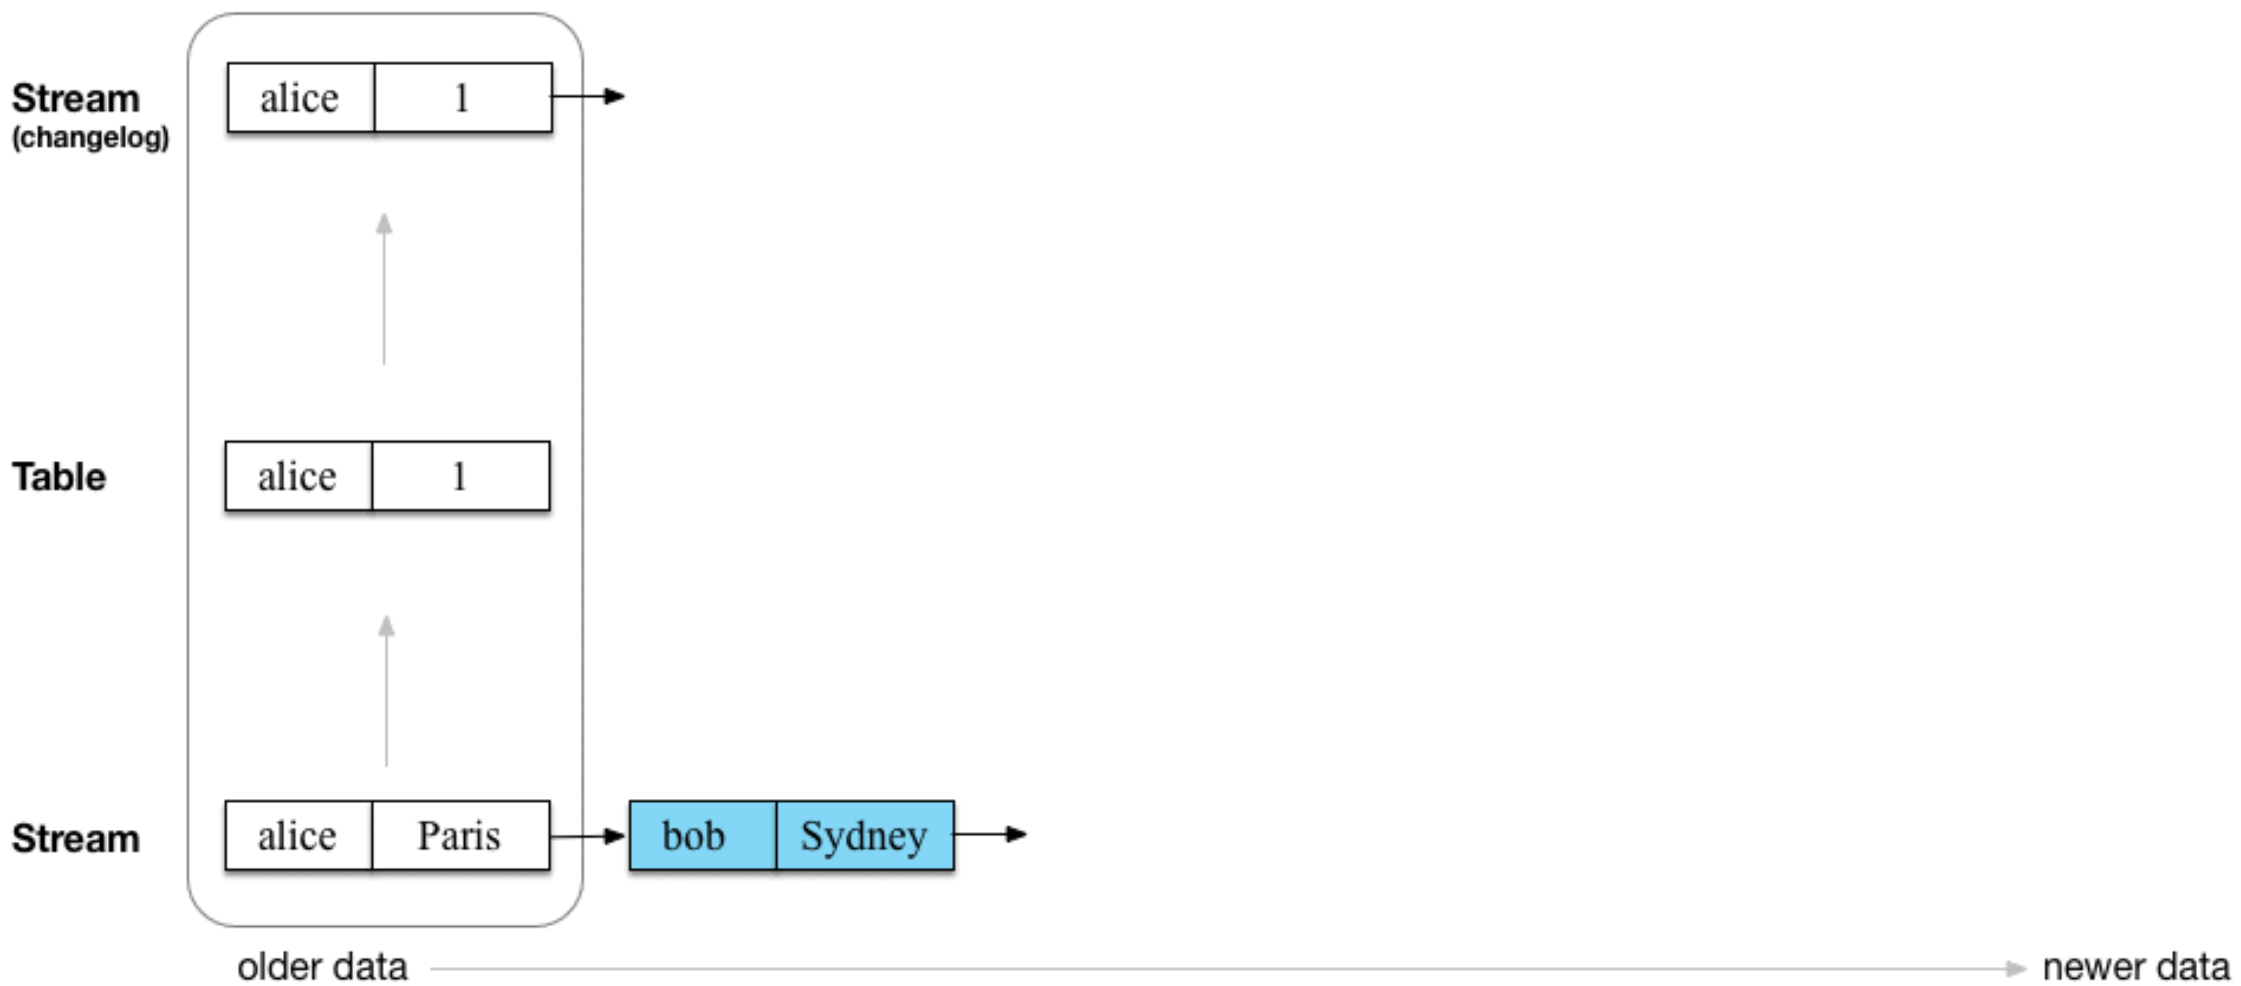 Stream alice 1
(changelog)
Table alice 1
Stream alice Paris bob Sydney
older data newer data